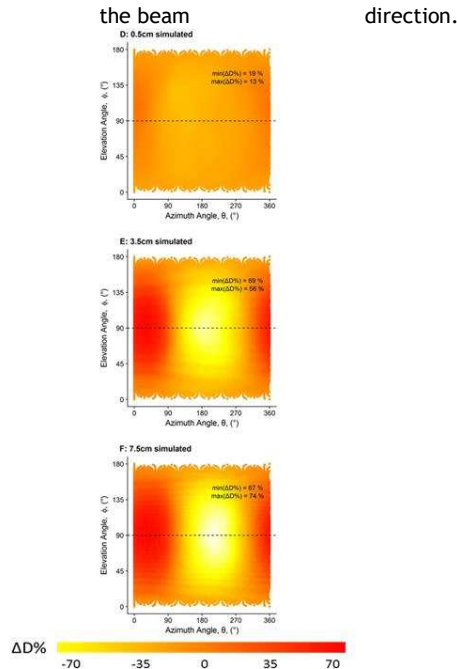 the beam direction.
D: 0.5cm simulated
180
min(ΔD%) = 19 %
max(ΔD%) = 13 %
135
Elevation Angle, ϕ, (°)
90
45
0
0 90 180 270 360
Azimuth Angle, θ, (°)
E: 3.5cm simulated
180
min(ΔD%) = 69 %
max(ΔD%) = 56 %
135
Elevation Angle, ϕ, (°)
90
45
0
0 90 180 270 360
Azimuth Angle, θ, (°)
F: 7.5cm simulated
180
min(ΔD%) = 67 %
max(ΔD%) = 74 %
135
Elevation Angle, ϕ, (°)
90
45
0
0 90 180 270 360
Azimuth Angle, θ, (°)
ΔD%
-70 -35 0 35 70